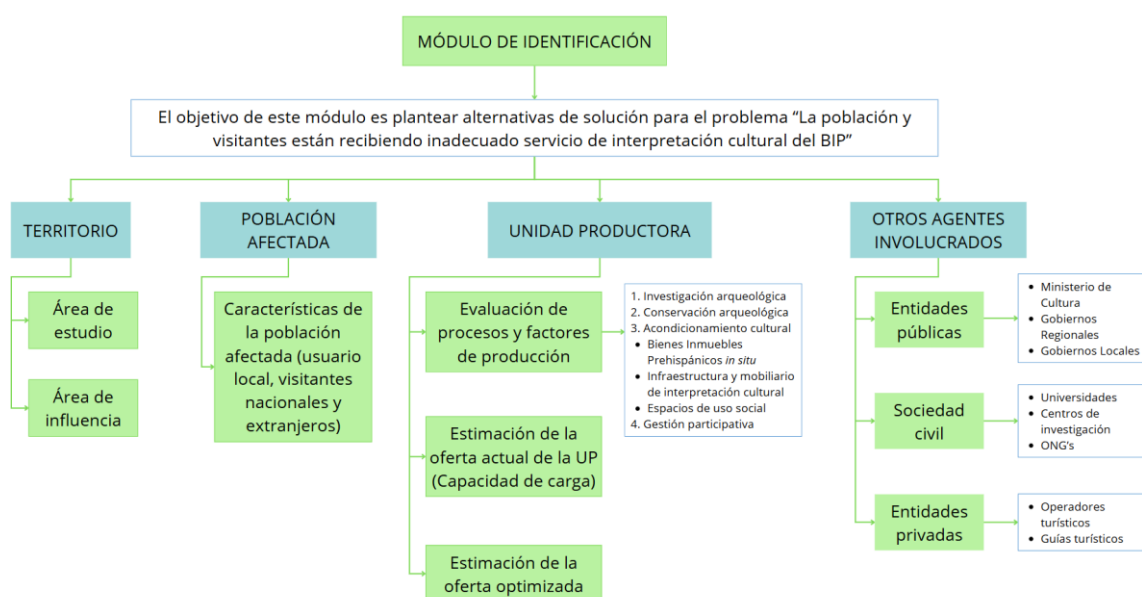 MÓDULO DE IDENTIFICACIÓN
El objetivo de este módulo es plantear alternativas de solución para el problema “La población y
visitantes están recibiendo inadecuado servicio de interpretación cultural del BIP”
TERRITORIO
Área de
estudio
Área de
influencia
POBLACIÓN
AFECTADA
Características de
la población
afectada (usuario
local, visitantes
nacionales y
extranjeros)
UNIDAD PRODUCTORA
Evaluación de
procesos y factores
de producción
1. Investigación arqueológica
2. Conservación arqueológica
3. Acondicionamiento cultural
• Bienes Inmuebles
Prehispánicos in situ
• Infraestructura y mobiliario
de interpretación cultural
• Espacios de uso social
4. Gestión participativa
Estimación de la
oferta actual de la UP
(Capacidad de carga)
Estimación de la
oferta optimizada
OTROS AGENTES
INVOLUCRADOS
Entidades
públicas
• Ministerio de
Cultura
• Gobiernos
Regionales
• Gobiernos Locales
Sociedad
civil
• Universidades
• Centros de
investigación
• ONG's
Entidades
privadas
• Operadores
turísticos
• Guías turísticos